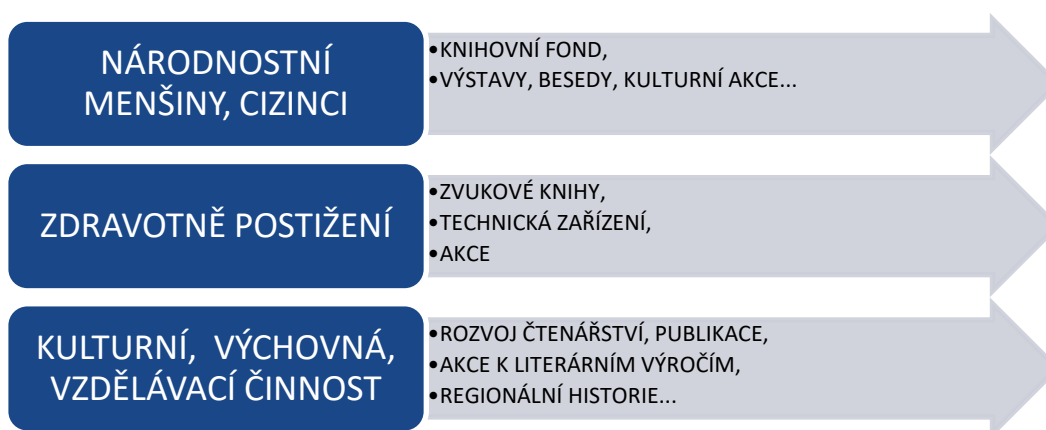 NÁRODNOSTNÍ
MENŠINY, CIZINCI
•KNIHOVNÍ FOND,
•VÝSTAVY, BESEDY, KULTURNÍ AKCE...
ZDRAVOTNĚ POSTIŽENÍ
•ZVUKOVÉ KNIHY,
•TECHNICKÁ ZAŘÍZENÍ,
•AKCE
KULTURNÍ, VÝCHOVNÁ,
VZDĚLÁVACÍ ČINNOST
•ROZVOJ ČTENÁŘSTVÍ, PUBLIKACE,
•AKCE K LITERÁRNÍM VÝROČÍM,
•REGIONÁLNÍ HISTORIE...